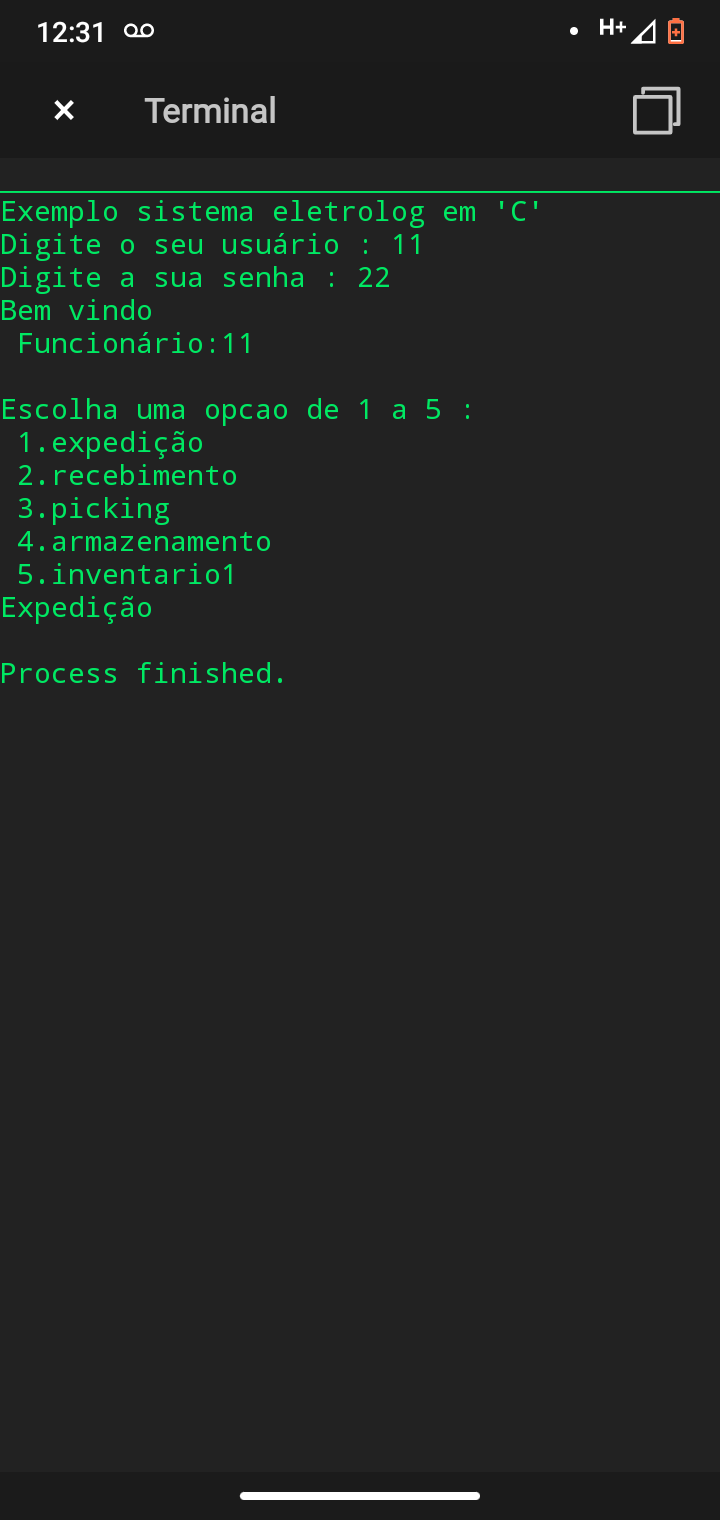 12:31 H+
Terminal
Exemplo sistema eletrolog em 'C'
Digite o seu usuário : 11
Digite a sua senha : 22
Bem vindo
Funcionário:11
Escolha uma opcao de 1 a 5 :
1.expedição
2.recebimento
3.picking
4.armazenamento
5.inventario1
Expedição
Process finished.